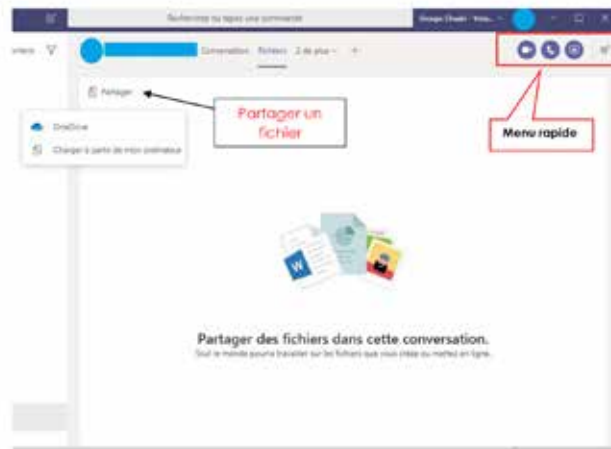 Recherchez ou tapez une commande
Conversation Fichiers 2 de plus +
Partager
Partager un
fichier
Menu rapide
OneDrive
Charger à partir de mon ordinateur
W
Partager des fichiers dans cette conversation.
Tout le monde pourra travailler sur les fichiers que vous créez ou mettez en ligne.